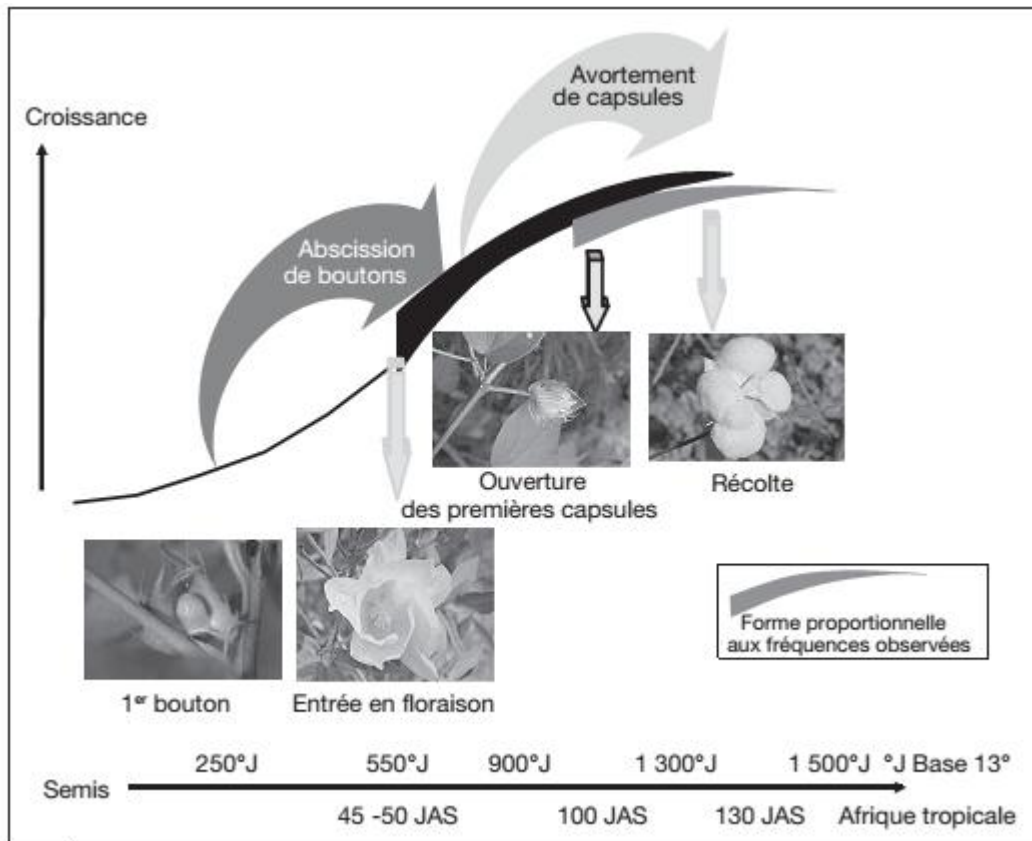 Croissance
Avortement
de capsules
Abscission
de boutons
Ouverture
des premières capsules
Récolte
1er bouton
Entrée en floraison
Forme proportionnelle
aux fréquences observées
250°J 550°J 900°J 1 300°J 1 500°J °J Base 13°
Semis
45 -50 JAS 100 JAS 130 JAS Afrique tropicale